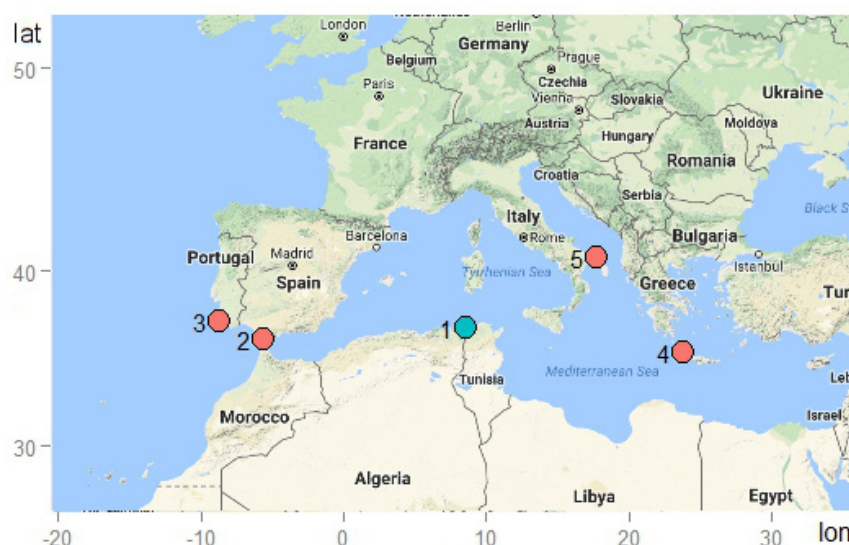 lat
London
Berlin
50
Germany
Belgium
Prague
Paris
Czechia
Ukraine
Vienna
Slovakia
Austria
Moldova
France
Hungary
Romania
Croatia
Serbia
Italy
Black S
Portugal
Barcelona
Rome
Bulgaria
Madrid
40
Spain
5
Istanbul
Tyrrhenian Sea
Greece
Tur
3
2
1
4
Mediterranean Sea
Tunisia
Leb
Morocco
Israel
30
Algeria
Libya
Egypt
-20
-10
0
10
20
30
lon